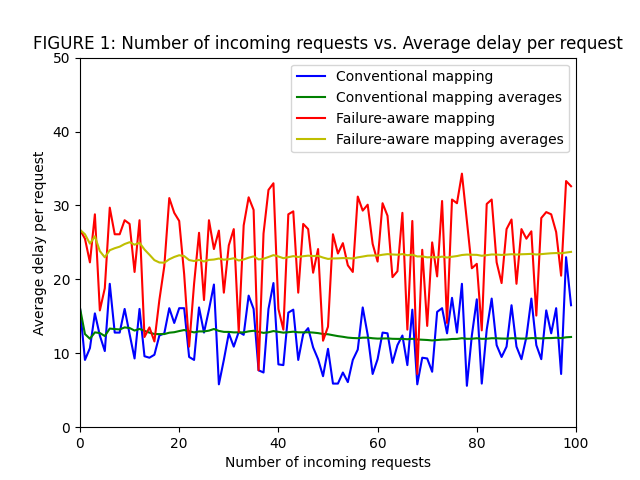 FIGURE 1: Number of incoming requests vs. Average delay per request
50
40
30
20
10
0
Average delay per request
Conventional mapping
Conventional mapping averages
Failure-aware mapping
Failure-aware mapping averages
0 20 40 60 80 100
Number of incoming requests